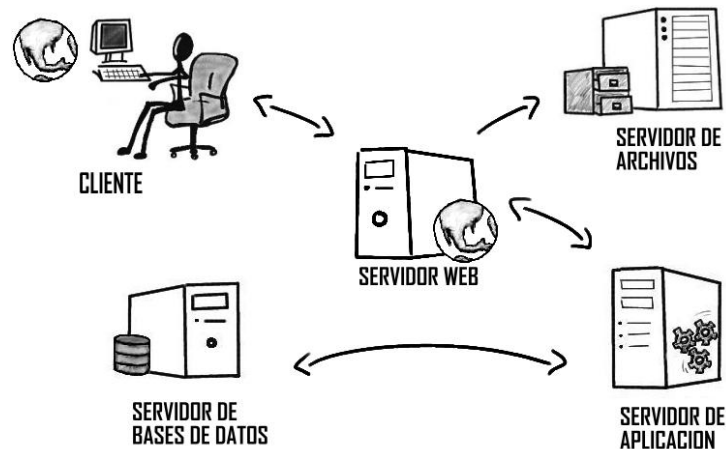 CLIENTE
SERVIDOR DE
ARCHIVOS
SERVIDOR WEB
SERVIDOR DE
BASES DE DATOS
SERVIDOR DE
APLICACION